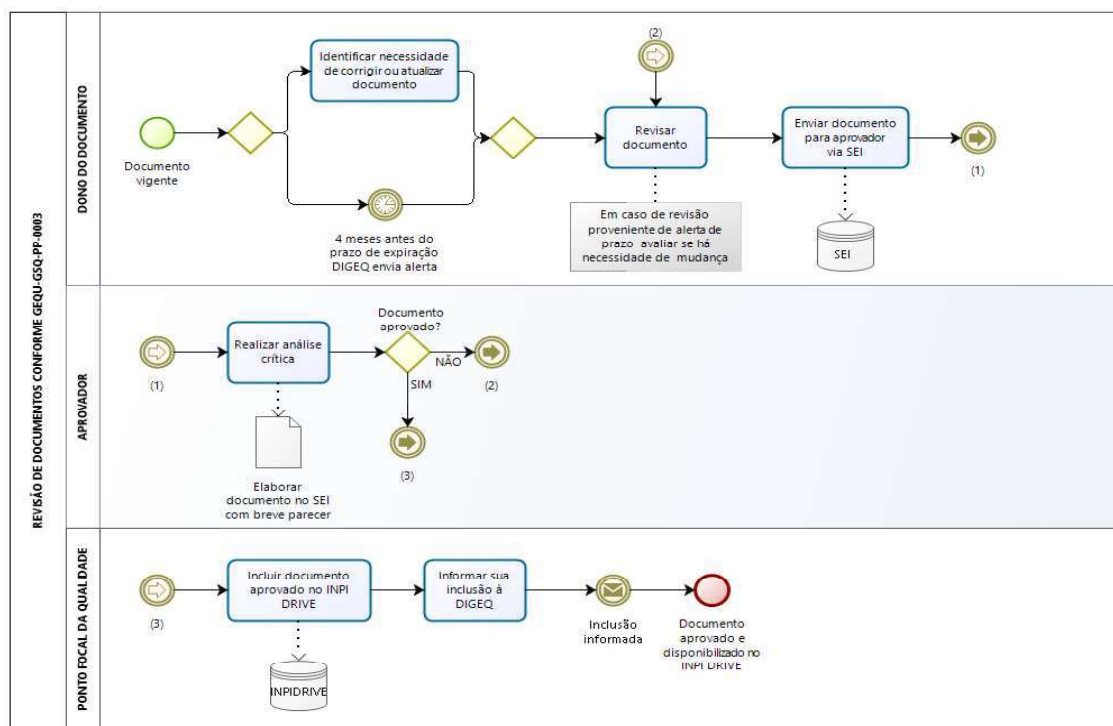 REVISÃO DE DOCUMENTOS CONFORME GEQU-GSQ-PP-0003
DONO DO DOCUMENTO
Documento
vigente
Identificar necessidade
de corrigir ou atualizar
documento
4 meses antes do
prazo de expiração
DIGEQ envia alerta
(2)
Revisar
documento
Em caso de revisão
proveniente de alerta de
prazo avaliar se há
necessidade de mudança
Enviar documento
para aprovador
via SEI
SEI
(1)
APROVADOR
(1)
Realizar análise
crítica
Elaborar
documento no SEI
com breve parecer
Documento
aprovado?
NÃO
SIM
(2)
(3)
PONTO FOCAL DA QUALDADE
(3)
Incluir documento
aprovado no INPI
DRIVE
INPIDRIVE
Informar sua
inclusão à
DIGEQ
Inclusão
informada
Documento
aprovado e
disponibilizado no
INPI DRIVE